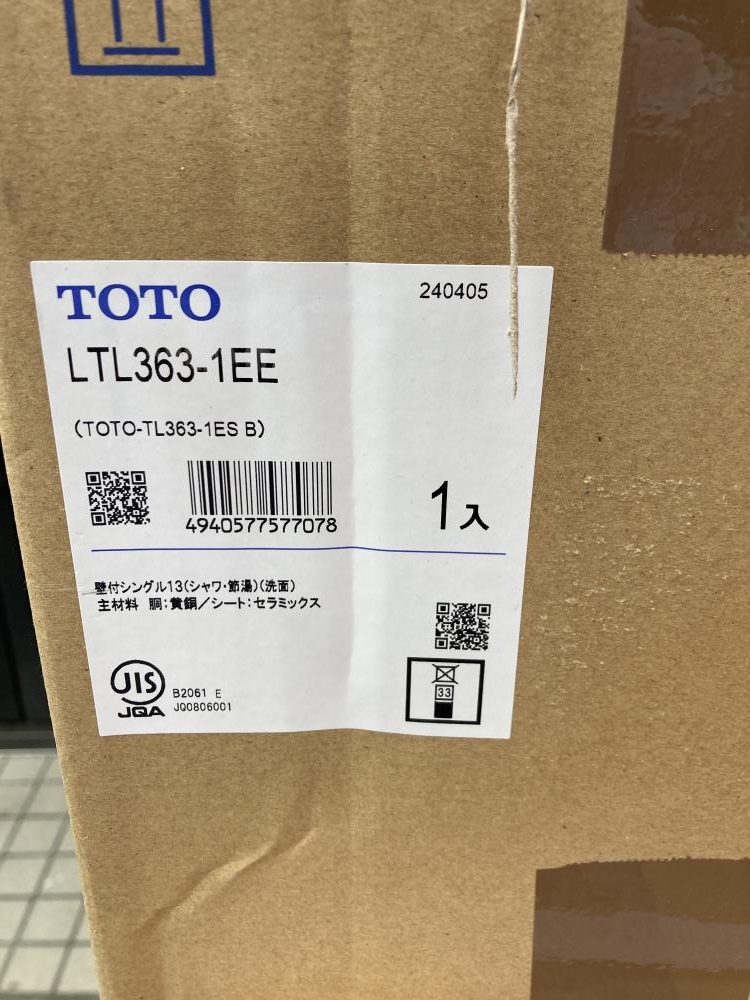 TOTO
240405
LTL363-1EE
(TOTO-TL363-1ES B)
4940577577078
1入
壁付シングル13(シャワ・節湯)(洗面)
主材料 胴:黄銅/シート:セラミックス
JIS
JQA
B2061 E
JQ0806001
33